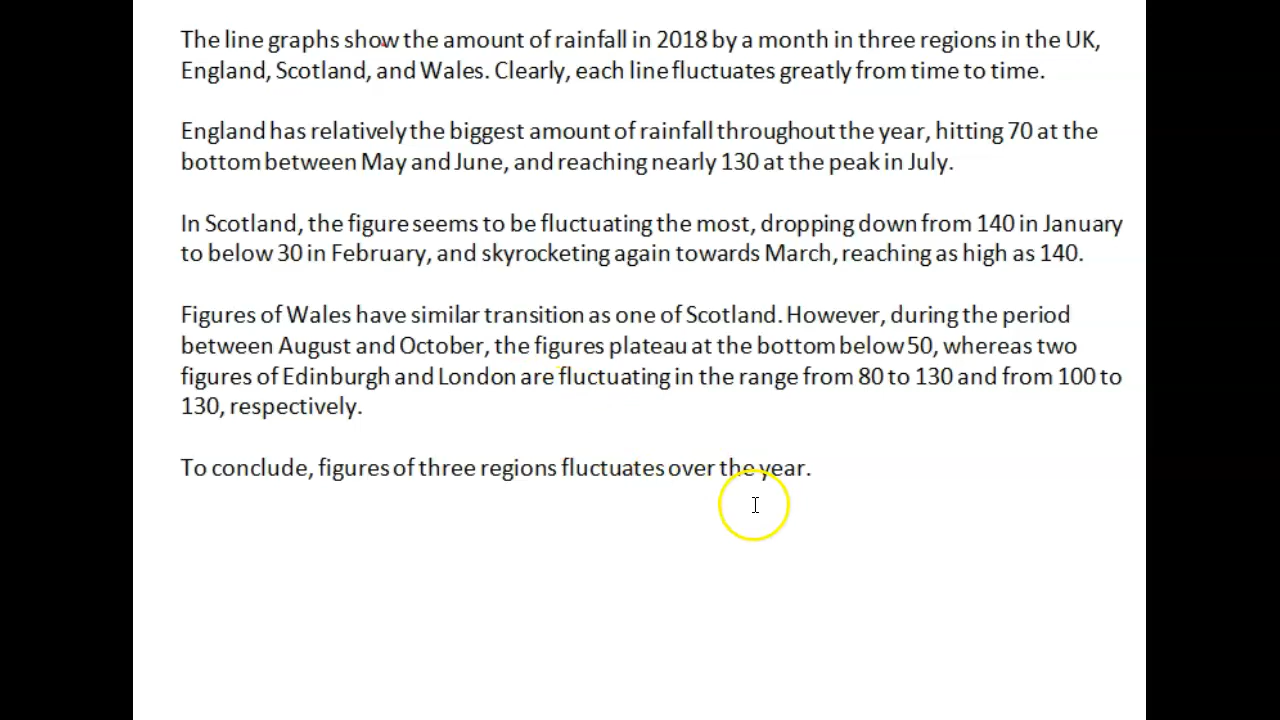 The line graphs show the amount of rainfall in 2018 by a month in three regions in the UK,
England, Scotland, and Wales. Clearly, each line fluctuates greatly from time to time.
England has relatively the biggest amount of rainfall throughout the year, hitting 70 at the
bottom between May and June, and reaching nearly 130 at the peak in July.
In Scotland, the figure seems to be fluctuating the most, dropping down from 140 in January
to below 30 in February, and skyrocketing again towards March, reaching as high as 140.
Figures of Wales have similar transition as one of Scotland. However, during the period
between August and October, the figures plateau at the bottom below 50, whereas two
figures of Edinburgh and London are fluctuating in the range from 80 to 130 and from 100 to
130, respectively.
To conclude, figures of three regions fluctuates over the year.